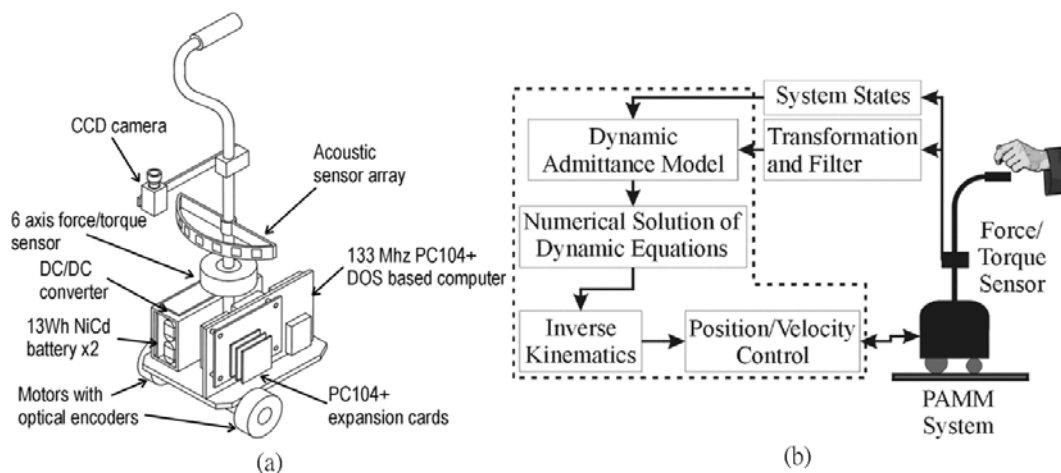 CCD camera
Acoustic
sensor array
6 axis force/torque
sensor
133 Mhz PC104+
DOS based computer
DC/DC
converter
13Wh NiCd
battery x2
Motors with
optical encoders
PC104+
expansion cards
(a)
System States
Dynamic
Admittance Model
Transformation
and Filter
Numerical Solution of
Dynamic Equations
Force/
Torque
Sensor
Inverse
Kinematics
Position/Velocity
Control
PAMM
System
(b)